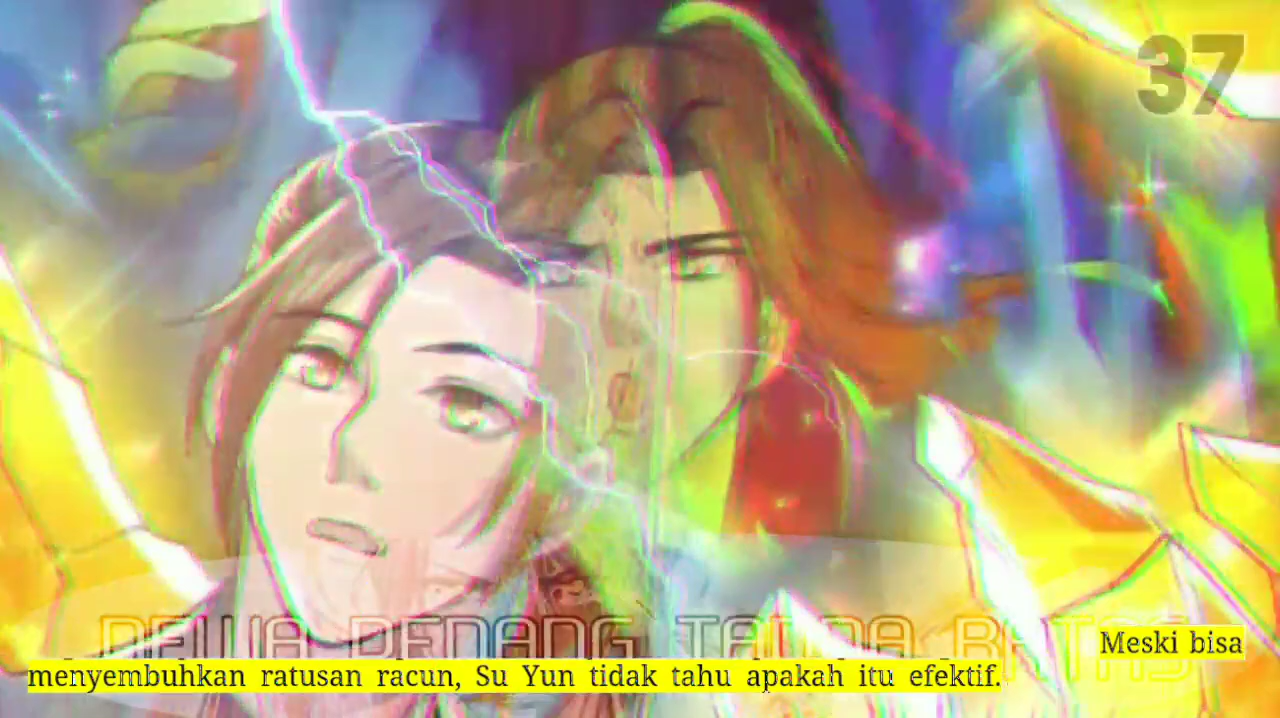 37
DEWA PEDANG TANPA BATAS
Meski bisa
menyembuhkan ratusan racun, Su Yun tidak tahu apakah itu efektif.